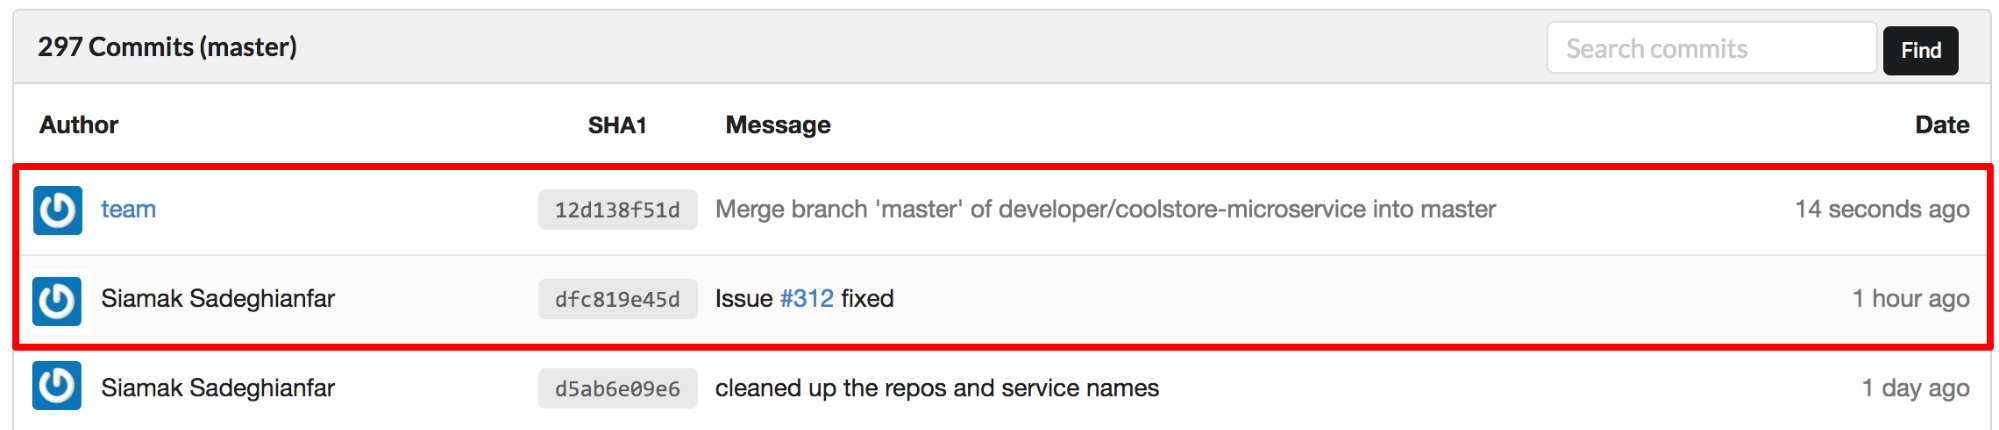 297 Commits (master)
Search commits
Find
Author SHA1 Message Date
team 12d138f51d Merge branch 'master' of developer/coolstore-microservice into master 14 seconds ago
Siamak Sadeghianfar dfc819e45d Issue #312 fixed 1 hour ago
Siamak Sadeghianfar d5ab6e09e6 cleaned up the repos and service names 1 day ago